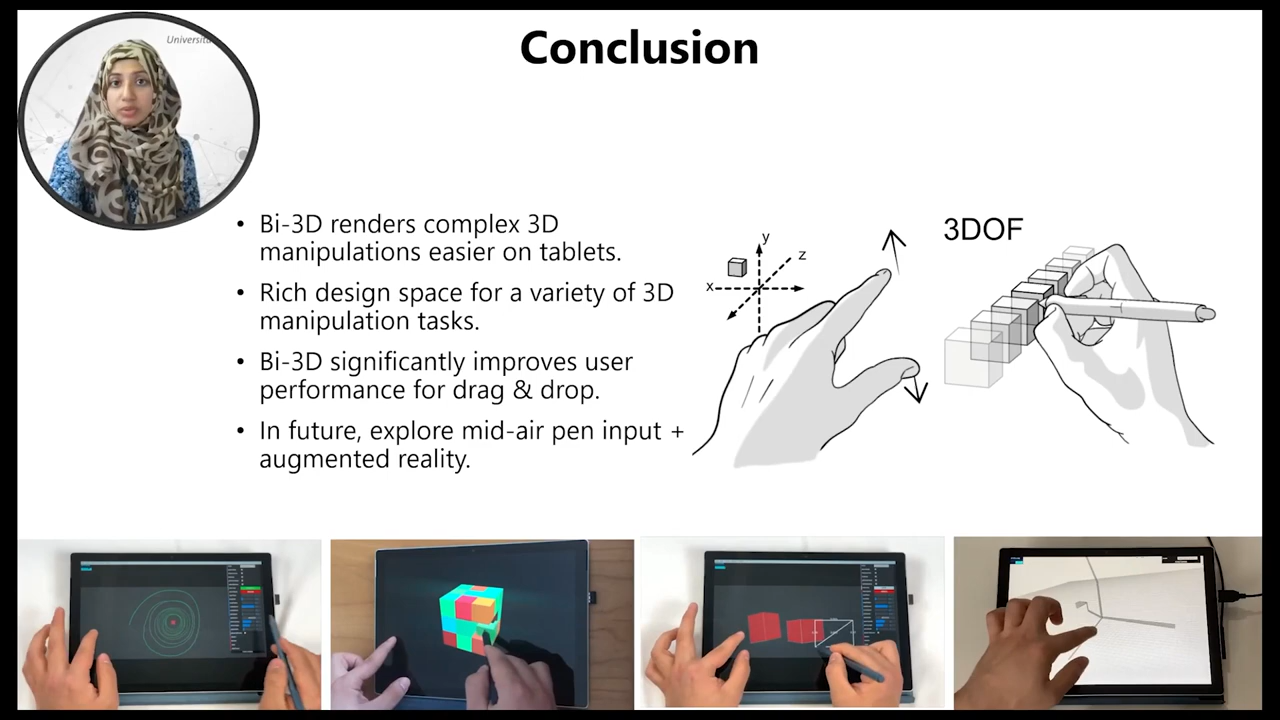 Universitä
Conclusion
• Bi-3D renders complex 3D
manipulations easier on tablets.
• Rich design space for a variety of 3D
manipulation tasks.
• Bi-3D significantly improves user
performance for drag & drop.
• In future, explore mid-air pen input +
augmented reality.
y
z
x
3DOF